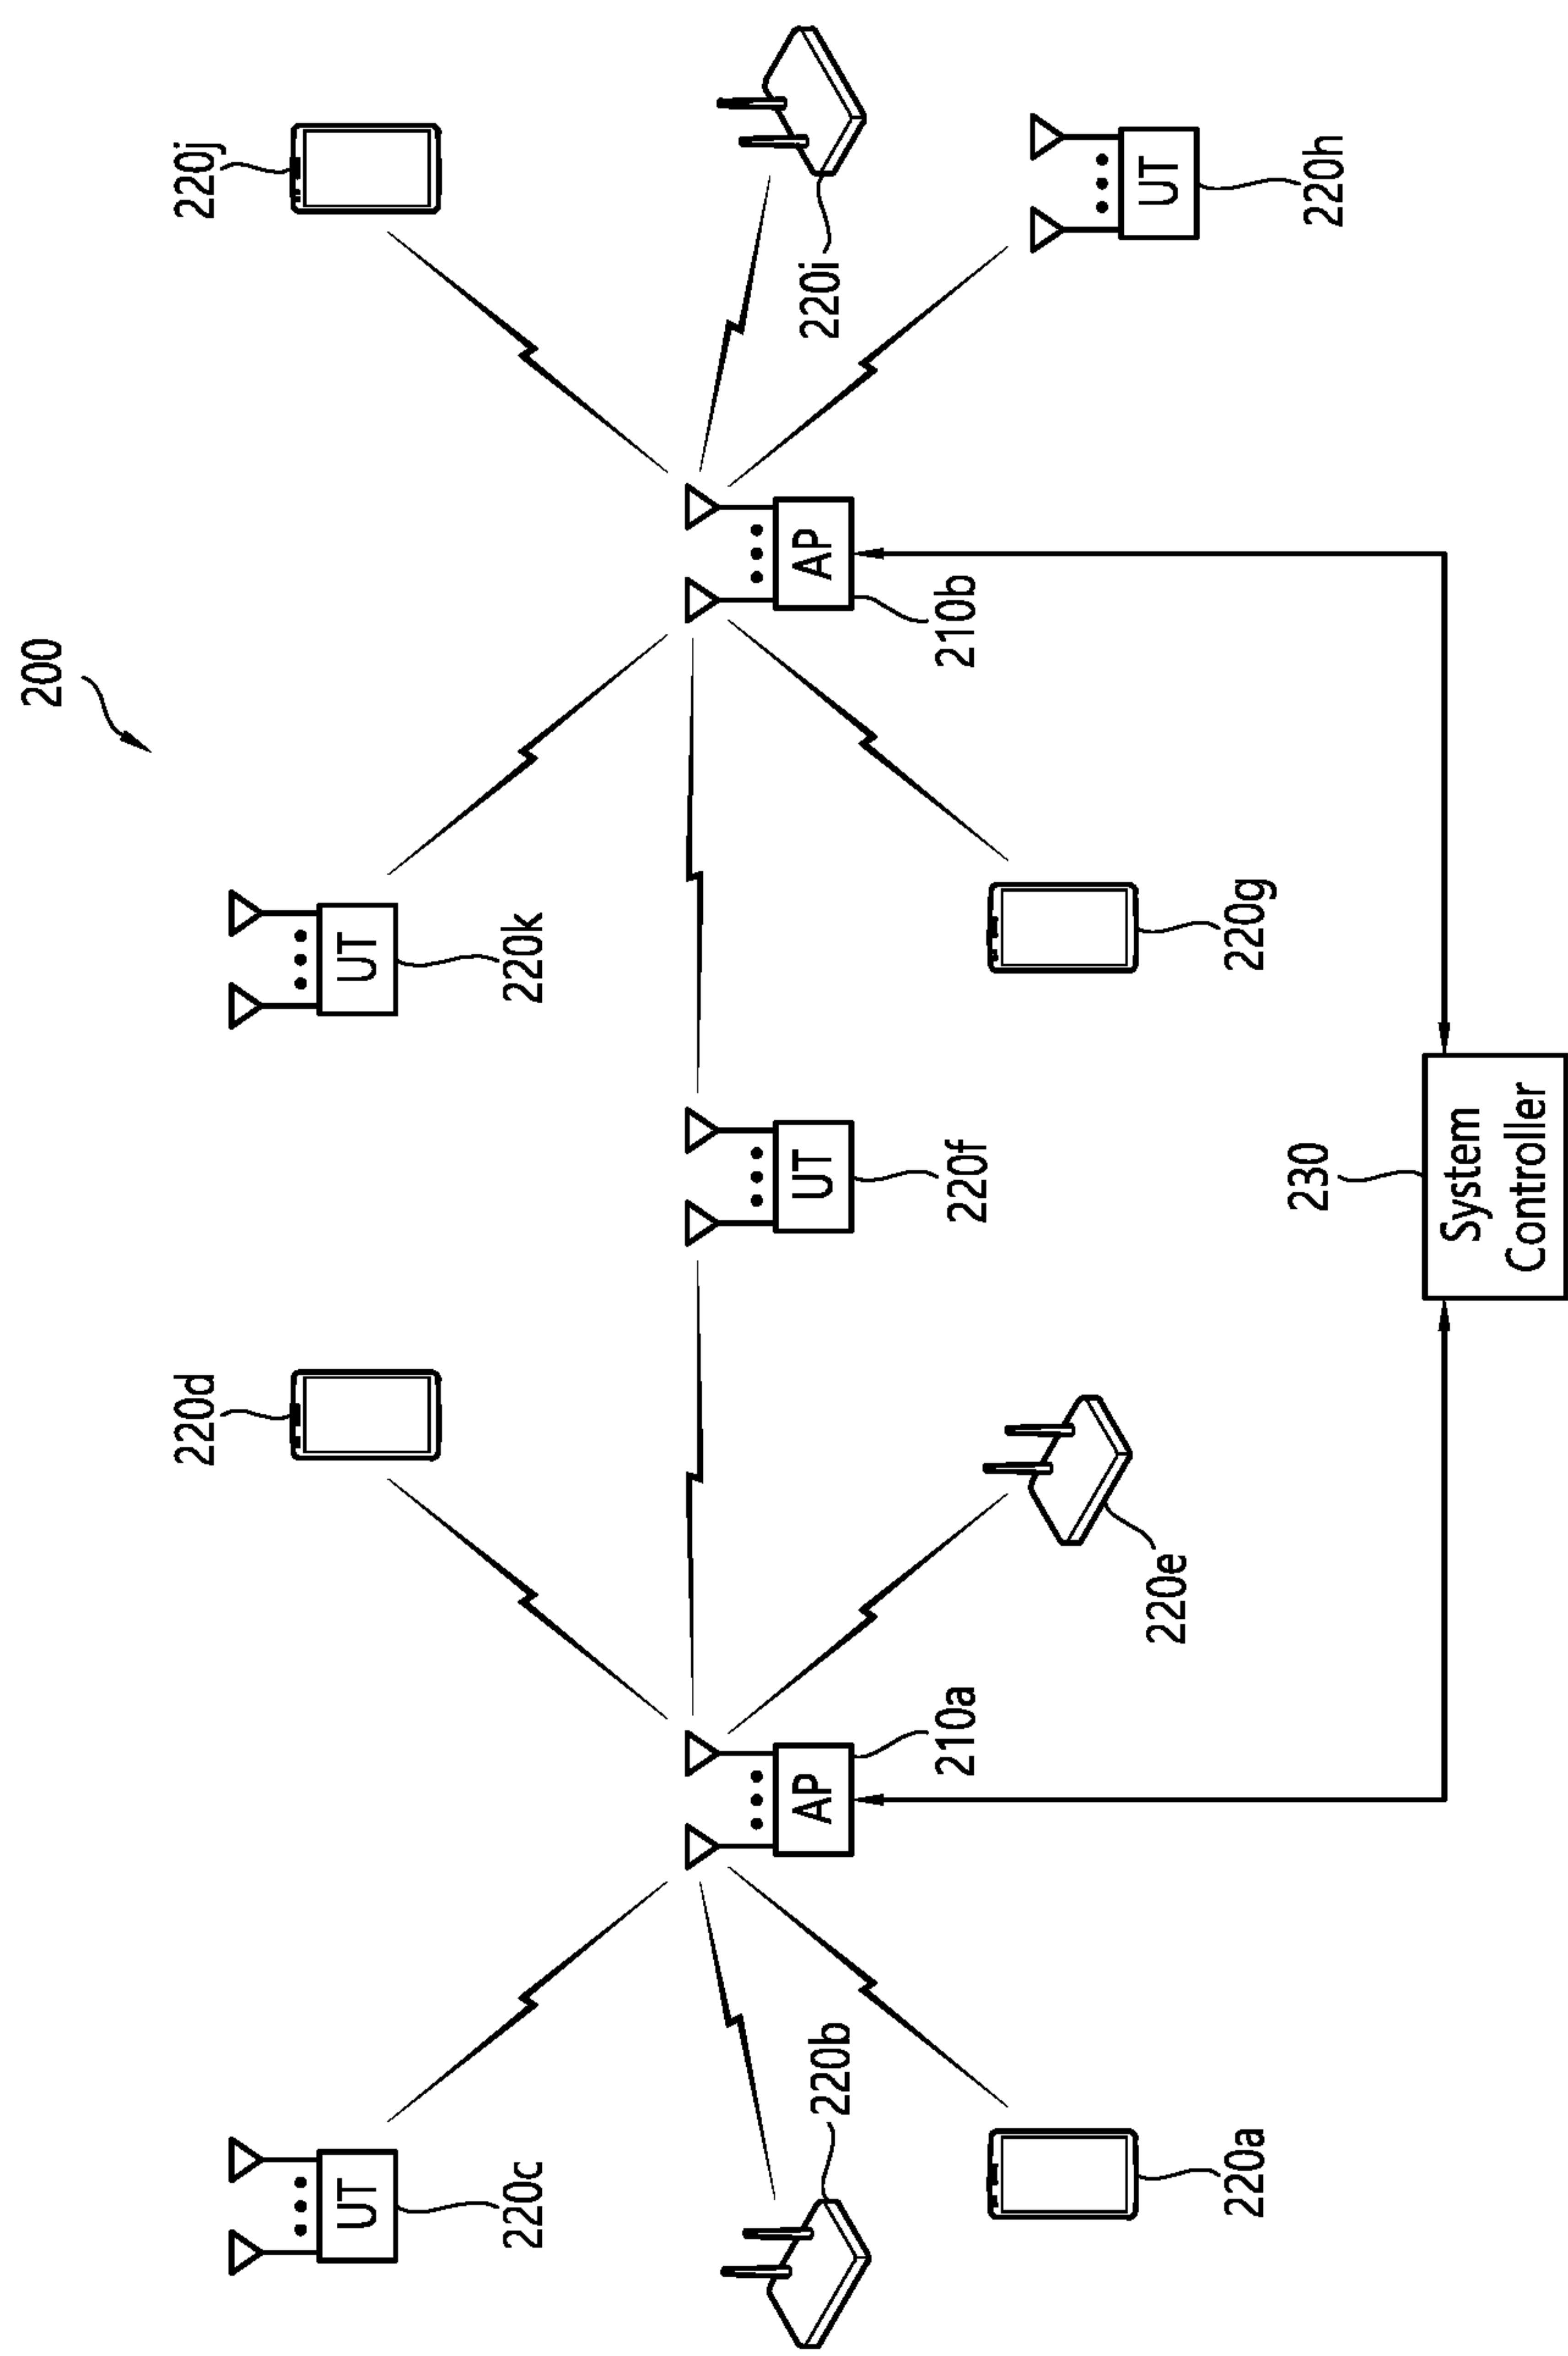 200
220c
UT
220d
220k
UT
220j
220b
AP
210a
UT
220f
AP
210b
220i
220a
220e
220g
UT
220h
230
System
Controller